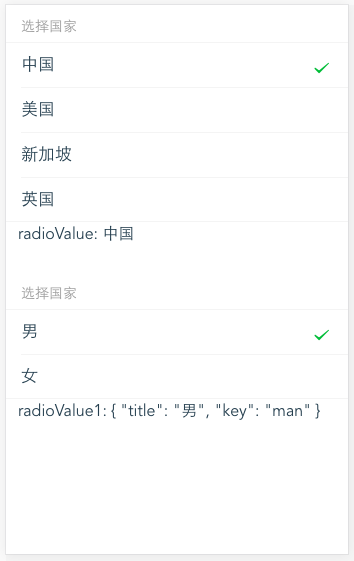 选择国家
中国
美国
新加坡
英国
radioValue: 中国
选择国家
男
女
radioValue1: { "title": "男", "key": "man" }